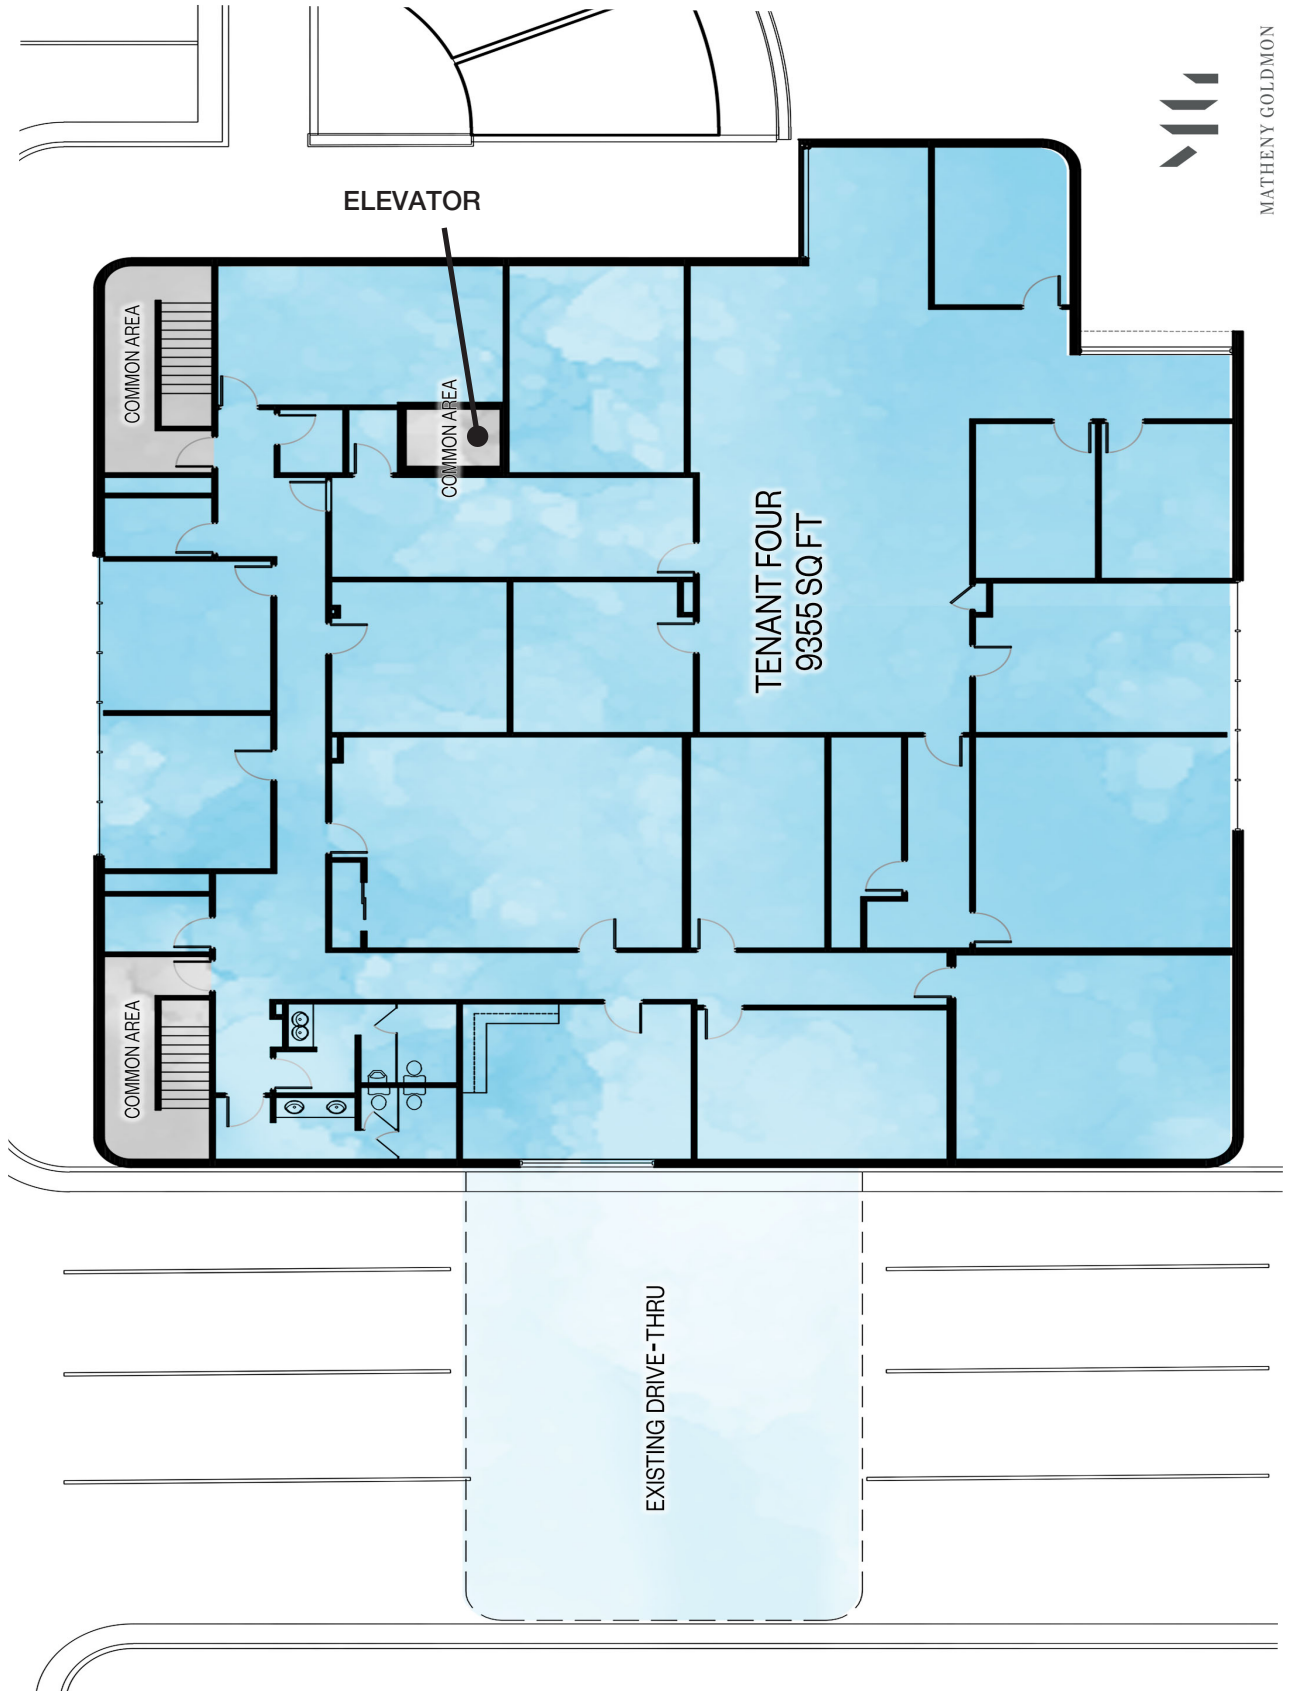 MATHENY GOLDMON
ELEVATOR
COMMON AREA
COMMON AREA
TENANT FOUR
9355 SQ FT
COMMON AREA
EXISTING DRIVE-THRU